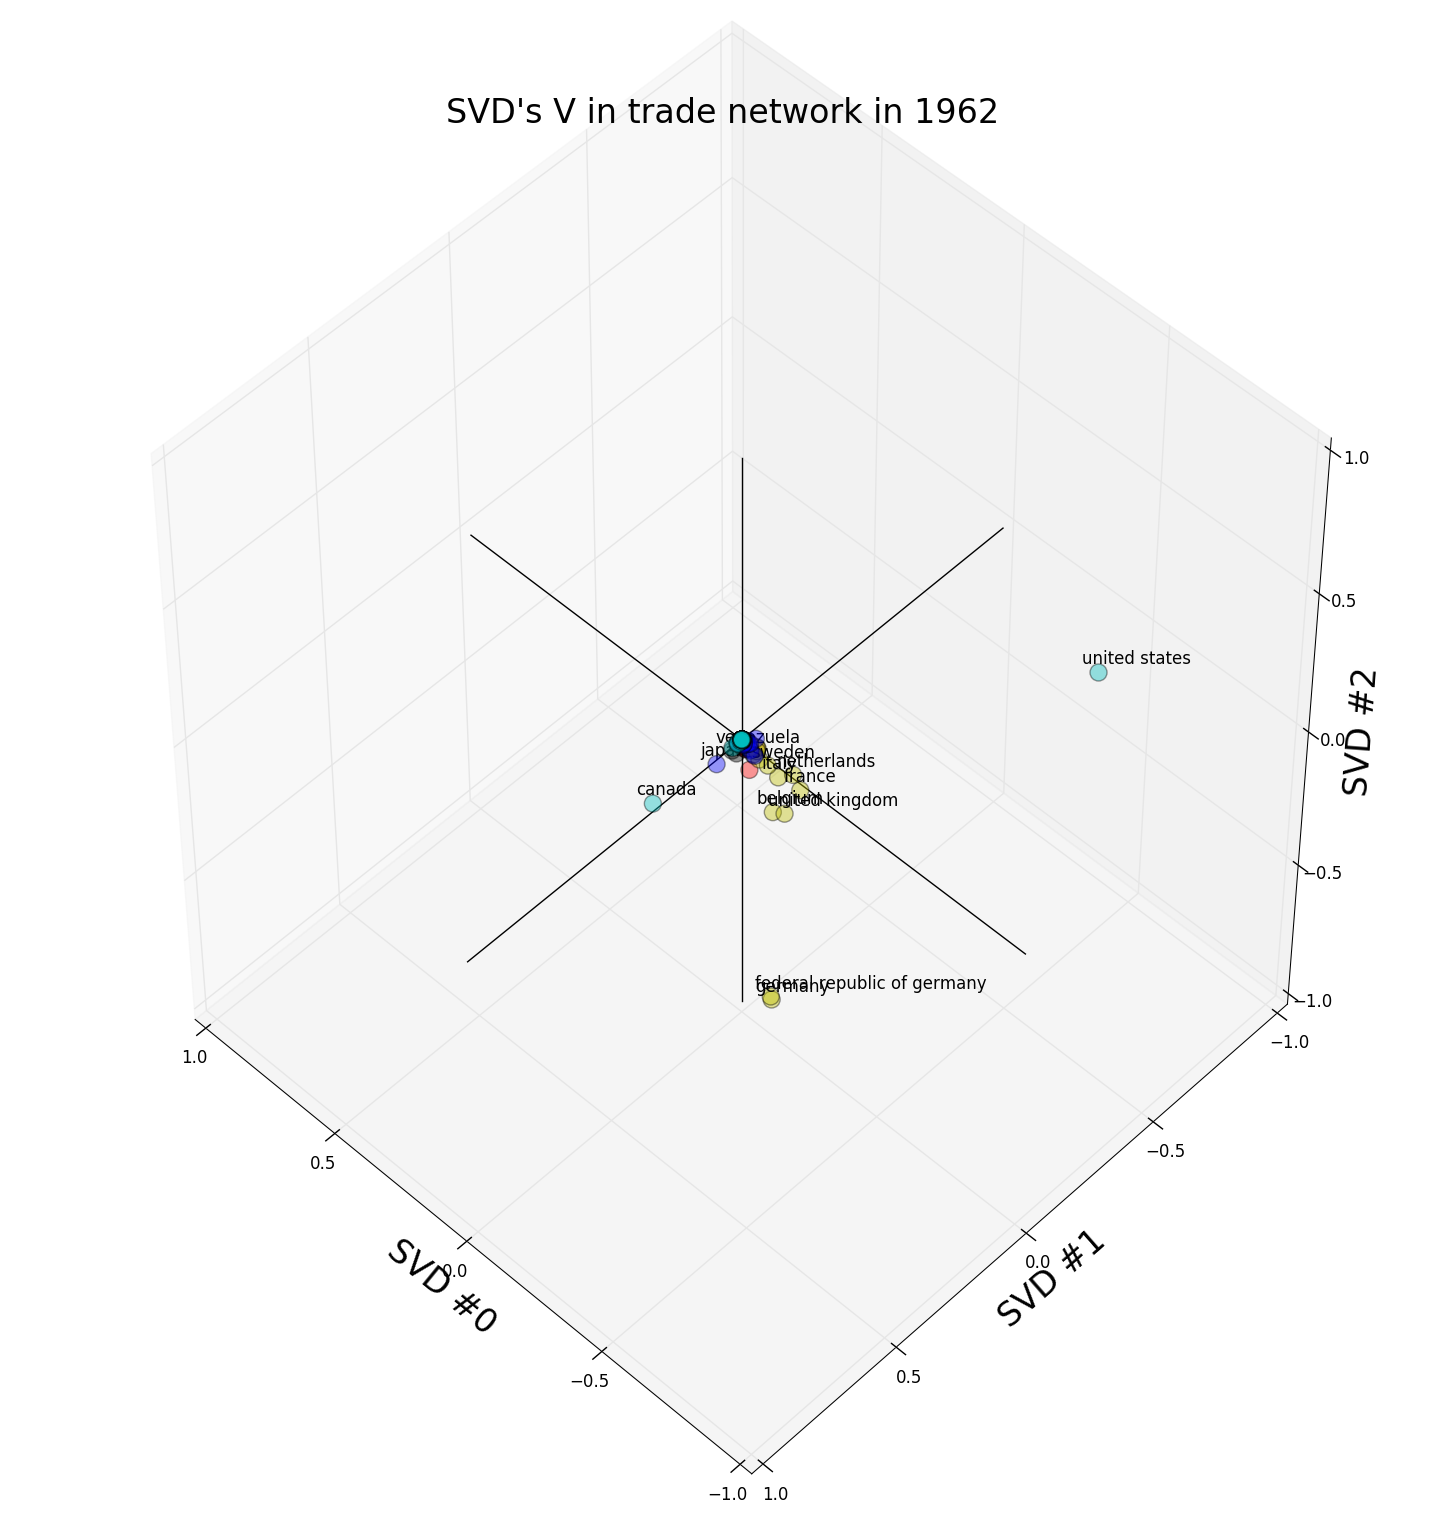 SVD's V in trade network in 1962
1.0
united states
0.5
SVD #2
venezuela
0.0
japan
sweden
italy
netherlands
france
canada
belgium
united kingdom
−0.5
federal republic of germany
germany
−1.0
−1.0
1.0
0.5
−0.5
SVD #1
0.0
0.0
SVD #0
0.5
−0.5
−1.0
1.0